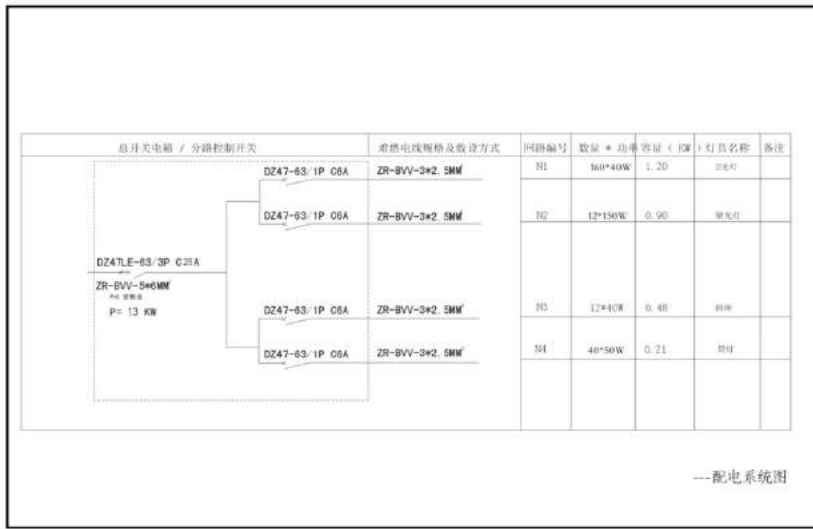 总开关电箱 / 分路控制开关 难燃电线规格及敷设方式 回路编号 数量 * 功率 容量 ( KW ) 灯具名称 备注
DZ47-63/1P C6A ZR-BVV-3*2.5MM² N1 160*40W 1.20 日光灯
DZ47-63/1P C6A ZR-BVV-3*2.5MM² N2 12*150W 0.90
DZ47LE-63/3P C25A
ZR-BVV-5*6MM²
P= 13 KW
DZ47-63/1P C6A ZR-BVV-3*2.5MM² N3 12*40W 0.48
DZ47-63/1P C6A ZR-BVV-3*2.5MM² N4 40*50W 0.21 筒灯
---配电系统图